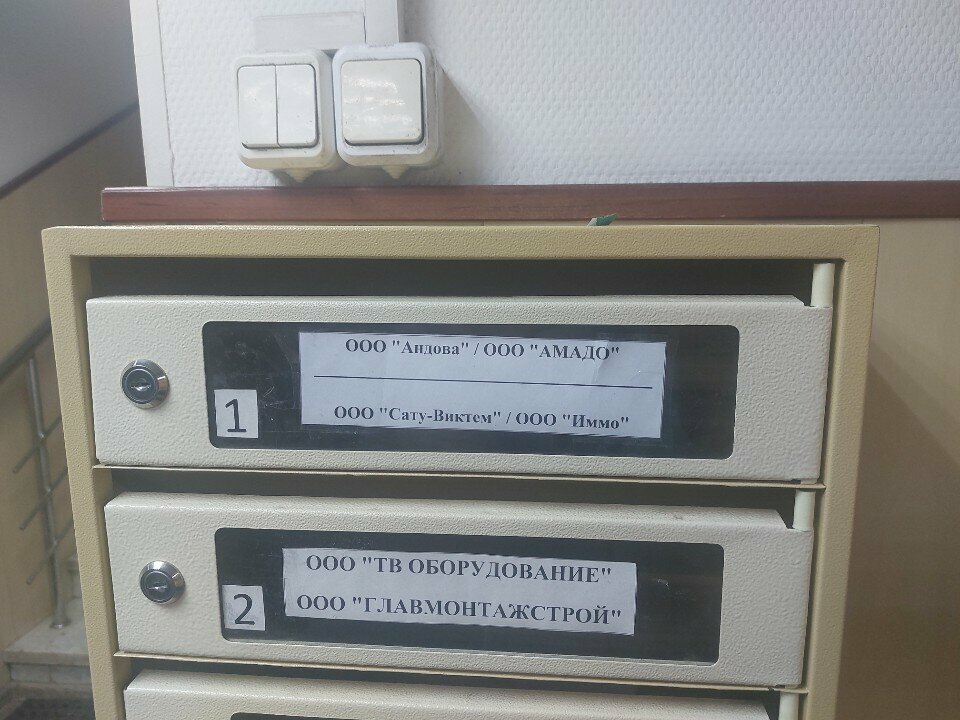 ООО "Андова" / ООО "АМАДО"
1
ООО "Сату-Виктем" / ООО "Иммо"
ООО "ТВ ОБОРУДОВАНИЕ"
2
ООО "ГЛАВМОНТАЖСТРОЙ"